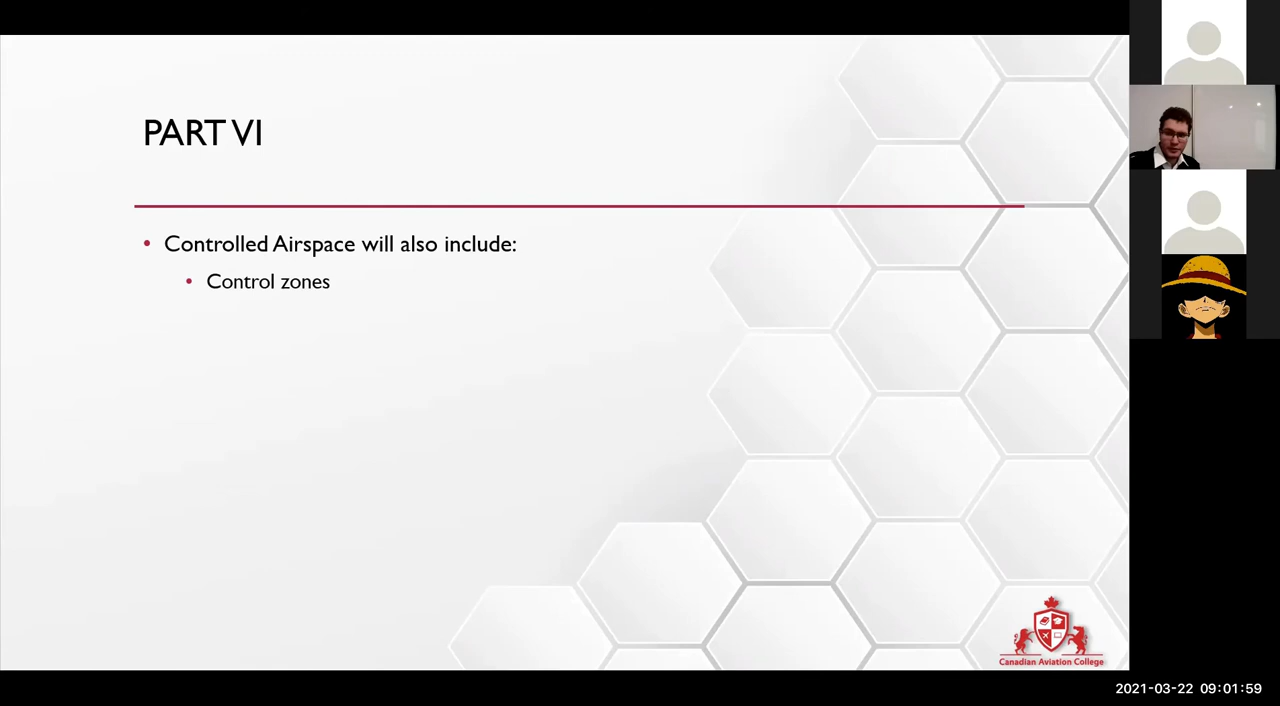 PART VI
• Controlled Airspace will also include:
• Control zones
Canadian Aviation College
2021-03-22 09:01:59